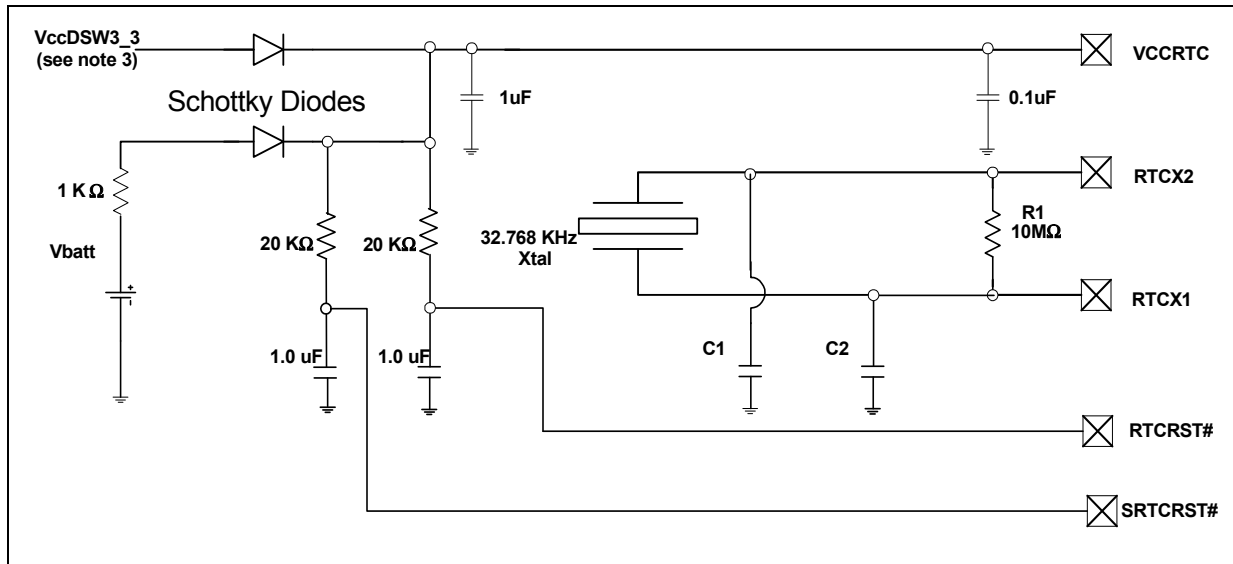 VccDSW3_3
(see note 3)
VCCRTC
Schottky Diodes
1uF
0.1uF
1 K Ω
RTCX2
Vbatt
20 KΩ
20 KΩ
32.768 KHz
Xtal
R1
10MΩ
+
-
RTCX1
1.0 uF
1.0 uF
C1
C2
RTCRST#
SRTCRST#